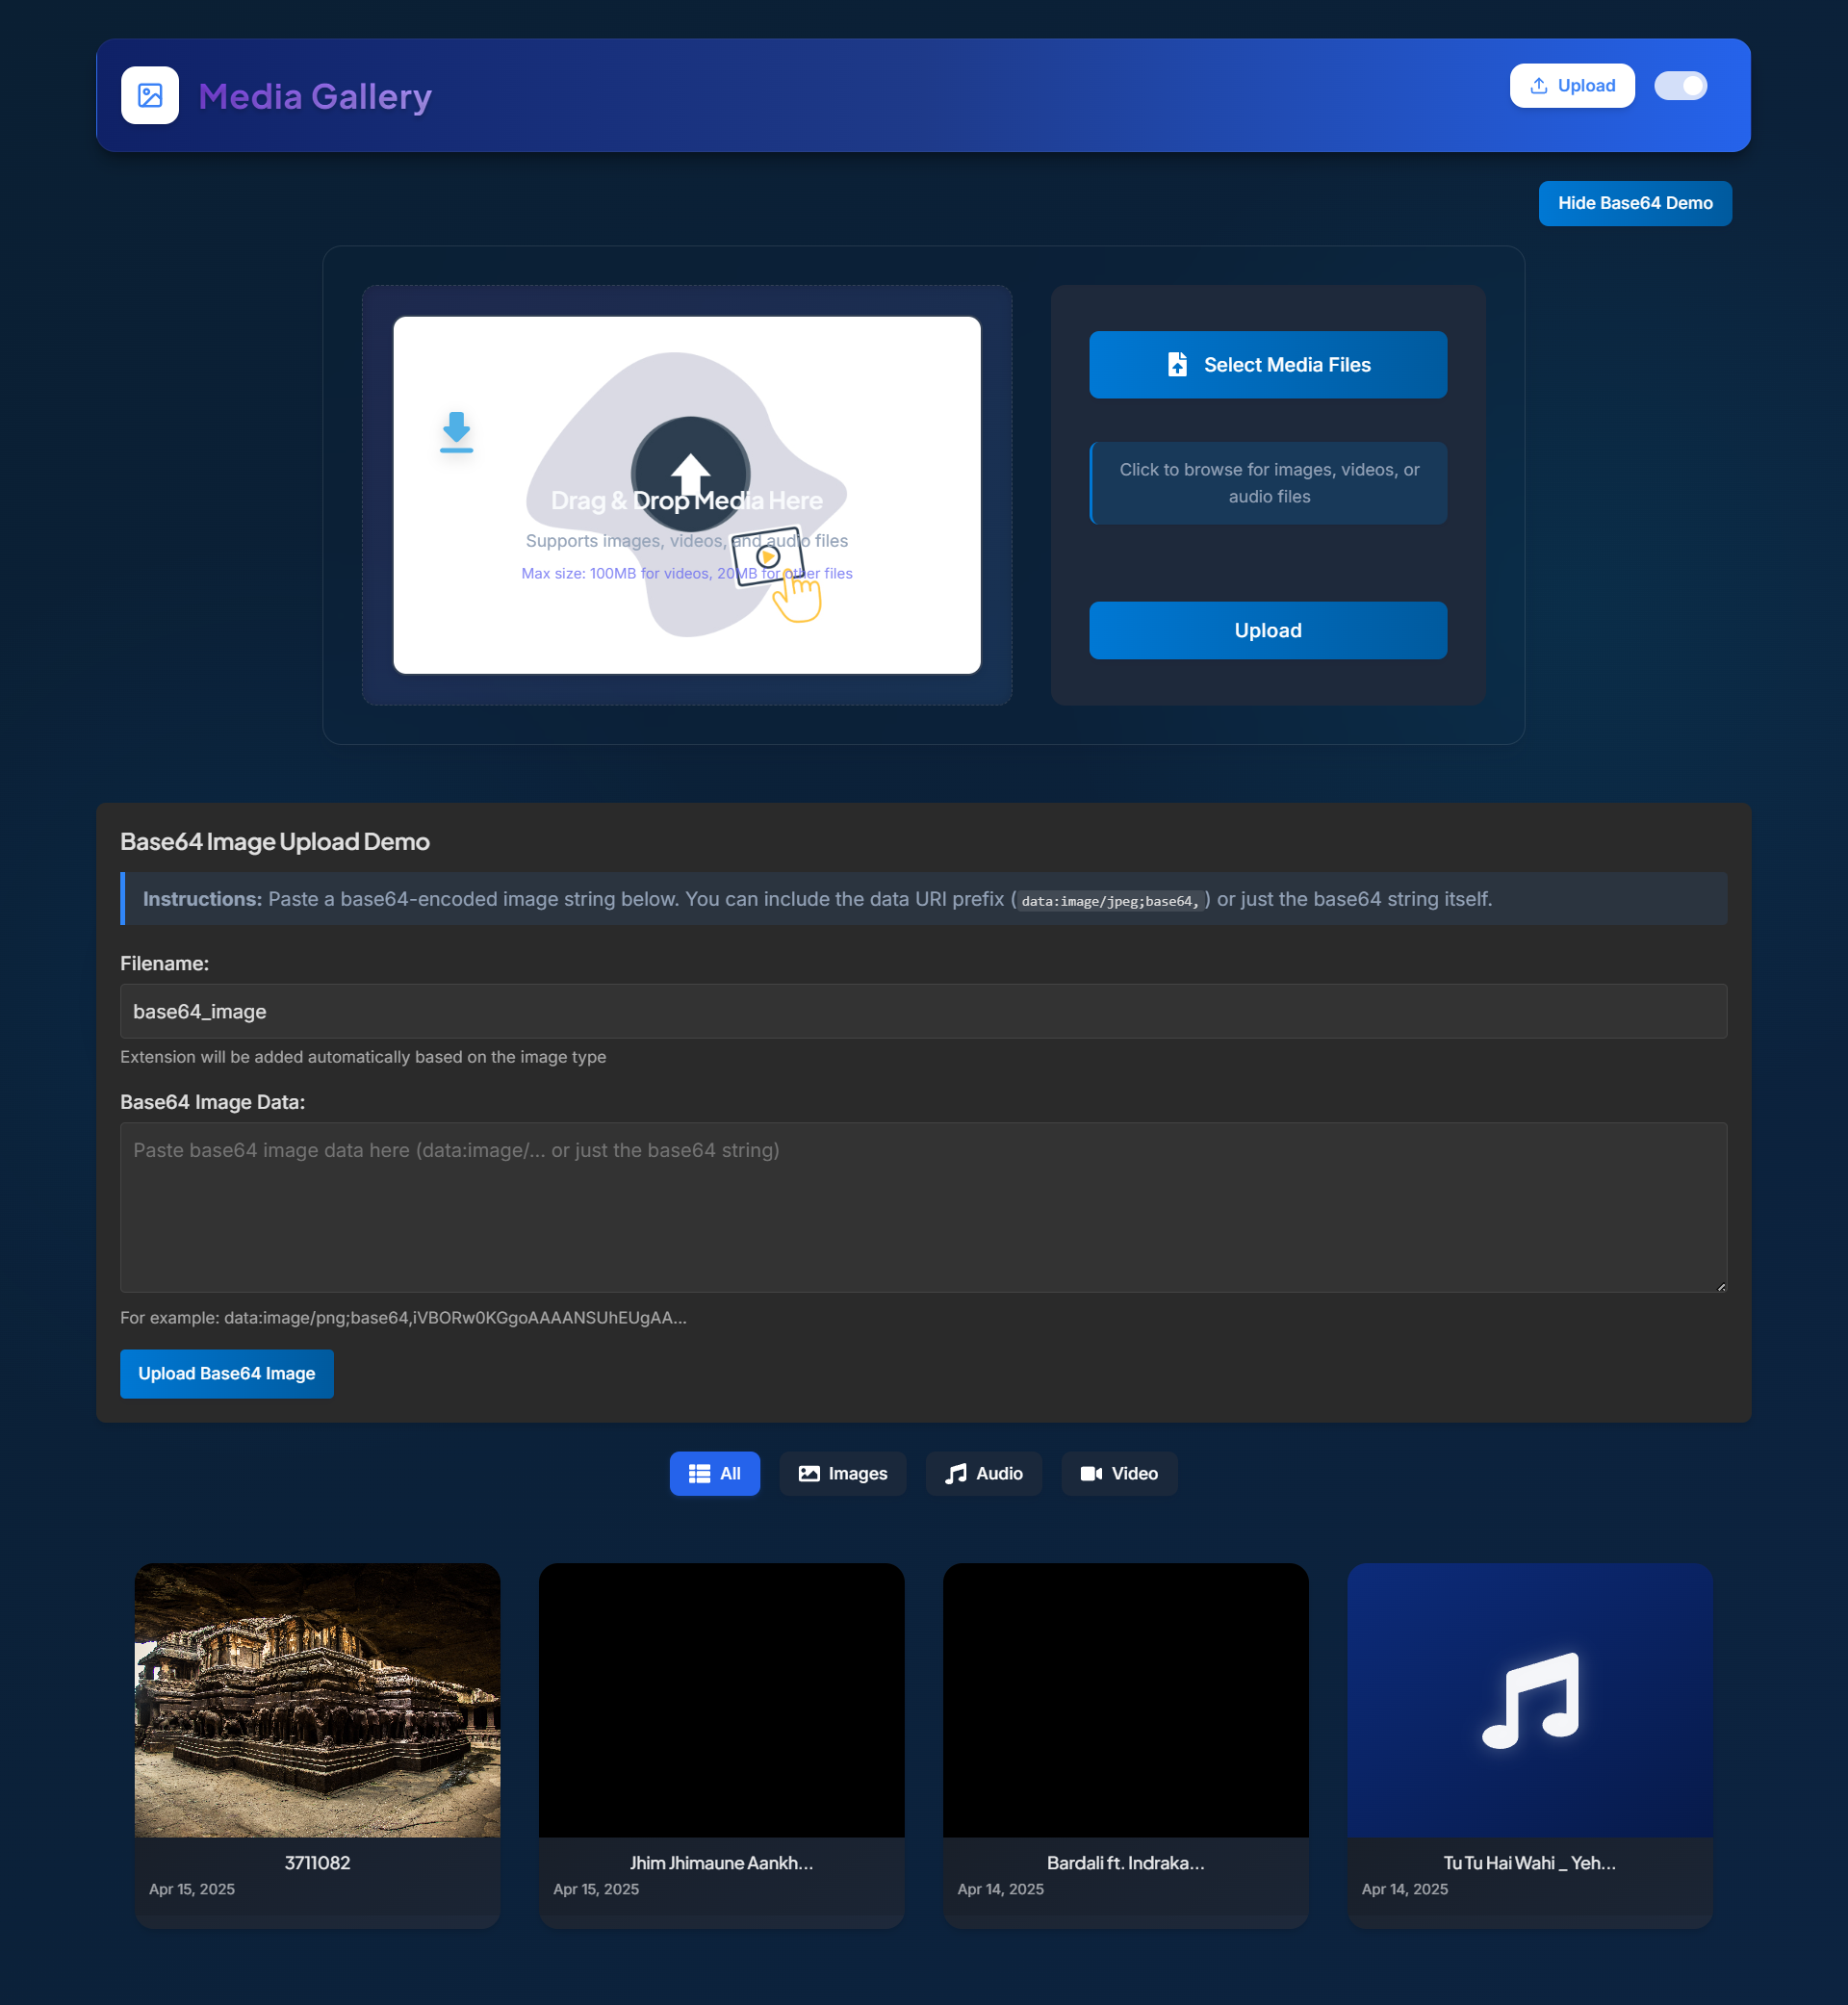 Media Gallery
Upload
Hide Base64 Demo
Drag & Drop Media Here
Supports images, videos, and audio files
Max size: 100MB for videos, 20MB for other files
Select Media Files
Click to browse for images, videos, or
audio files
Upload
Base64 Image Upload Demo
Instructions: Paste a base64-encoded image string below. You can include the data URI prefix (data:image/jpeg;base64,) or just the base64 string itself.
Filename:
base64_image
Extension will be added automatically based on the image type
Base64 Image Data:
Paste base64 image data here (data:image/... or just the base64 string)
For example: data:image/png;base64,iVBORw0KGgoAAAANSUhEUgAA...
Upload Base64 Image
All
Images
Audio
Video
3711082
Apr 15, 2025
Jhim Jhimaune Aankh...
Apr 15, 2025
Bardali ft. Indraka...
Apr 14, 2025
Tu Tu Hai Wahi _ Yeh...
Apr 14, 2025